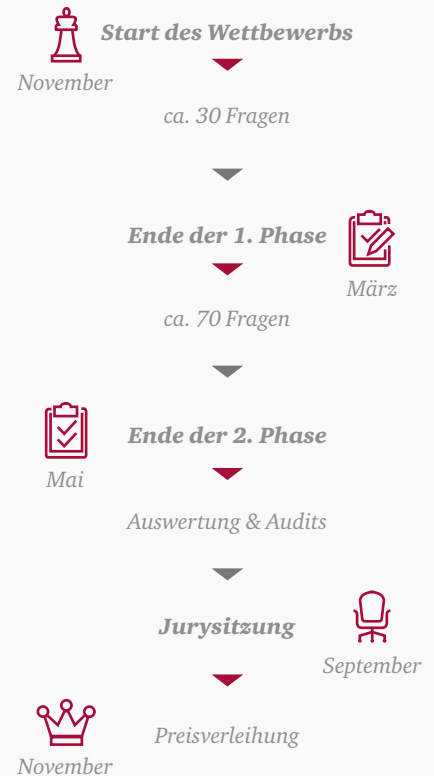 Start des Wettbewerbs
November
ca. 30 Fragen
Ende der 1. Phase
März
ca. 70 Fragen
Ende der 2. Phase
Mai
Auswertung & Audits
Jurysitzung
September
Preisverleihung
November